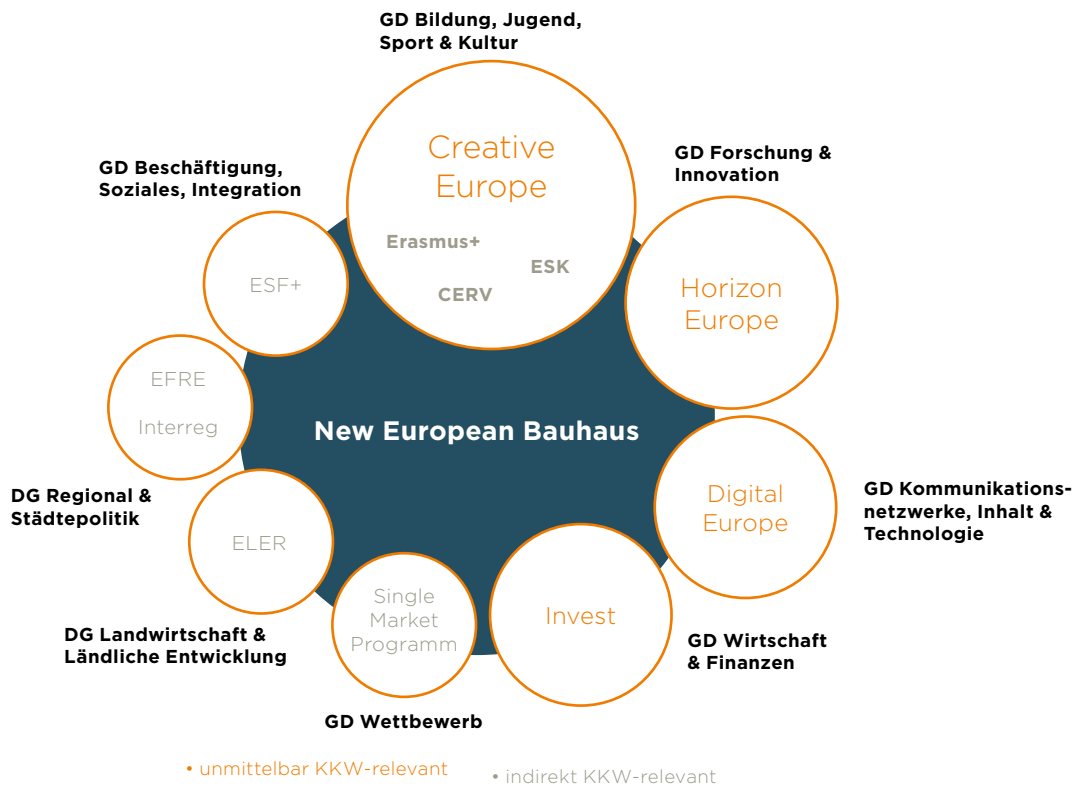 GD Bildung, Jugend,
Sport & Kultur
Creative
Europe
Erasmus+
ESK
CERV
GD Forschung &
Innovation
Horizon
Europe
GD Beschäftigung,
Soziales, Integration
ESF+
EFRE
Interreg
DG Regional &
Städtepolitik
New European Bauhaus
Digital
Europe
GD Kommunikations-
netzwerke, Inhalt &
Technologie
ELER
DG Landwirtschaft &
Ländliche Entwicklung
Single
Market
Programm
GD Wettbewerb
Invest
GD Wirtschaft
& Finanzen
• unmittelbar KKW-relevant
• indirekt KKW-relevant